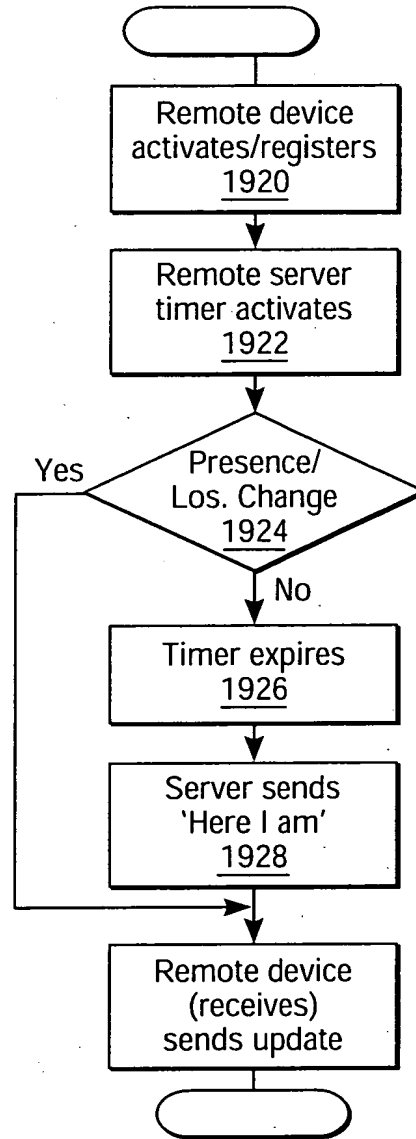 Remote device
activates/registers
1920
Remote server
timer activates
1922
Yes
Presence/
Los. Change
1924
No
Timer expires
1926
Server sends
‘Here I am’
1928
Remote device
(receives)
sends update